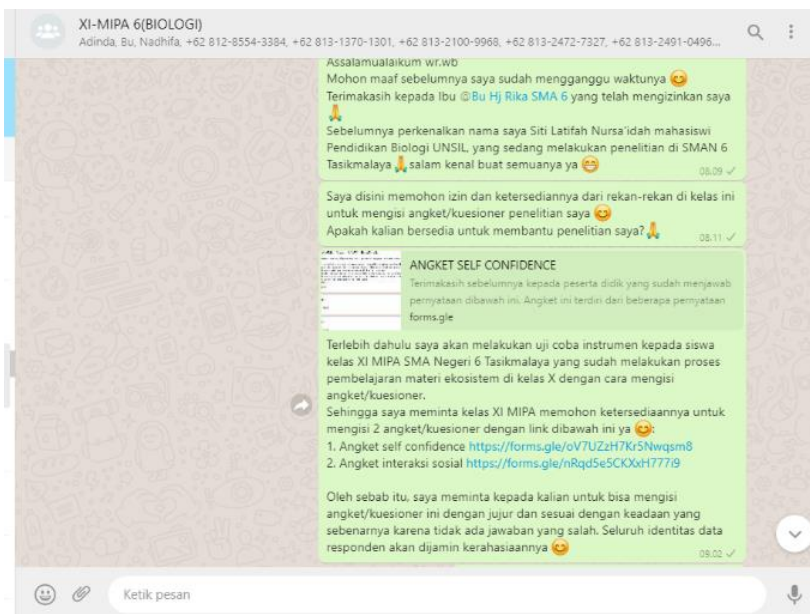 XI-MIPA 6(BIOLOGI)
Adinda, Bu, Nadhifa, +62 812-8554-3384, +62 813-1370-1301, +62 813-2100-9968, +62 813-2472-7327, +62 813-2491-0496...
Assalamualaikum wr.wb
Mohon maaf sebelumnya saya sudah mengganggu waktunya 😊
Terimakasih kepada Ibu @Bu Hj Rika SMA 6 yang telah mengizinkan saya
🙏
Sebelumnya perkenalkan nama saya Siti Latifah Nursa'idah mahasiswi
Pendidikan Biologi UNSIL, yang sedang melakukan penelitian di SMAN 6
Tasikmalaya 🙏 salam kenal buat semuanya ya 😁
08.09
Saya disini memohon izin dan ketersediannya dari rekan-rekan di kelas ini
untuk mengisi angket/kuesioner penelitian saya 😊
Apakah kalian bersedia untuk membantu penelitian saya? 🙏
08.11
ANGKET SELF CONFIDENCE
Terimakasih sebelumnya kepada peserta didik yang sudah menjawab
pernyataan dibawah ini. Angket ini terdiri dari beberapa pernyataan
forms.gle
Terlebih dahulu saya akan melakukan uji coba instrumen kepada siswa
kelas XI MIPA SMA Negeri 6 Tasikmalaya yang sudah melakukan proses
pembelajaran materi ekosistem di kelas X dengan cara mengisi
angket/kuesioner.
Sehingga saya meminta kelas XI MIPA memohon ketersediaannya untuk
mengisi 2 angket/kuesioner dengan link dibawah ini ya 😊:
1. Angket self confidence https://forms.gle/oV7UZzH7Kr5Nwqsm8
2. Angket interaksi sosial https://forms.gle/nRqd5e5CKXxH777i9
Oleh sebab itu, saya meminta kepada kalian untuk bisa mengisi
angket/kuesioner ini dengan jujur dan sesuai dengan keadaan yang
sebenarnya karena tidak ada jawaban yang salah. Seluruh identitas data
responden akan dijamin kerahasiaannya 😊
09.02
Ketik pesan